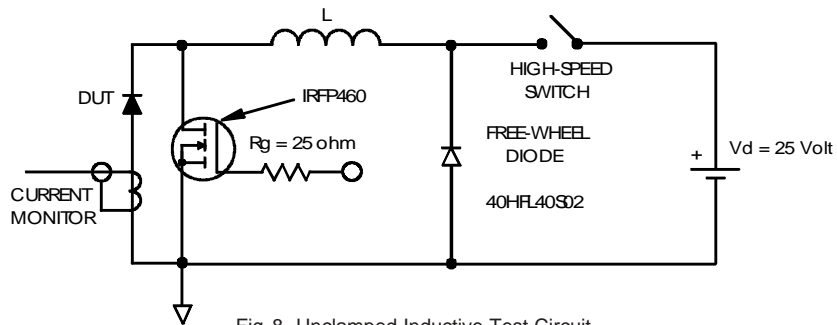 L
HIGH-SPEED
SWITCH
DUT
IRFP460
Rg = 25 ohm
FREE-WHEEL
DIODE
+
Vd = 25 Volt
CURRENT
MONITOR
40HFL40S02
Fig. 8 - Unclamped Inductive Test Circuit